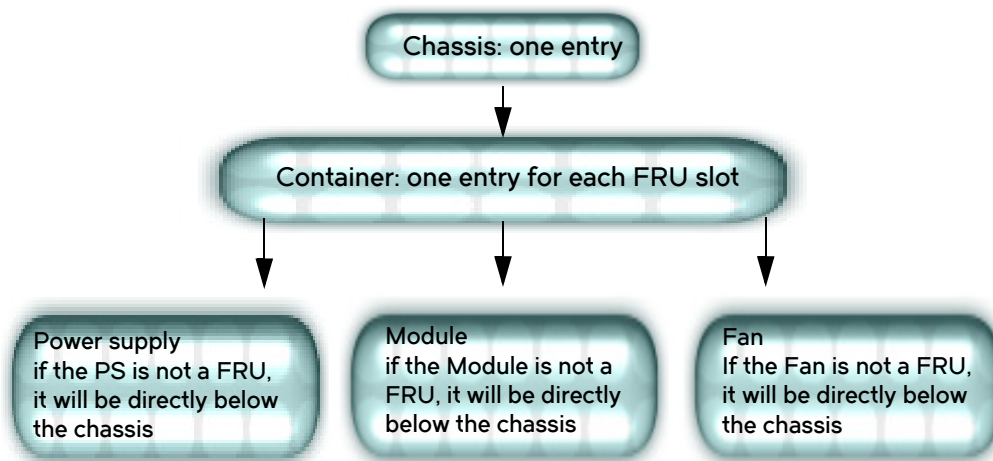 Chassis: one entry
Container: one entry for each FRU slot
Power supply
if the PS is not a FRU,
it will be directly below
the chassis
Module
if the Module is not a
FRU, it will be directly
below the chassis
Fan
If the Fan is not a FRU,
it will be directly below
the chassis